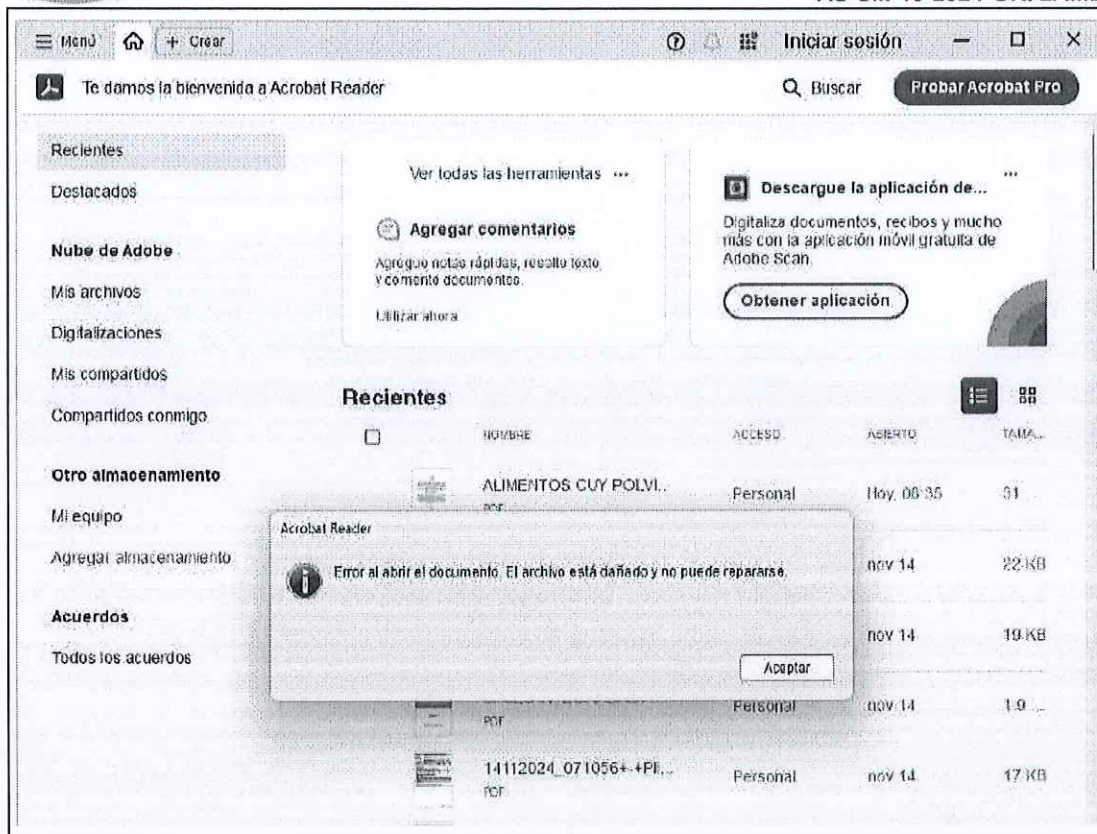 Menú
+ Crear
Iniciar sesión
Te damos la bienvenida a Acrobat Reader
Buscar
Probar Acrobat Pro
Recientes
Destacados
Nube de Adobe
Mis archivos
Digitalizaciones
Mis compartidos
Compartidos conmigo
Otro almacenamiento
Mi equipo
Agregar almacenamiento
Acuerdos
Todos los acuerdos
Ver todas las herramientas ...
Agregar comentarios
Agregue notas rápidas, resalte texto
y comente documentos.
Utilizar ahora
Descargue la aplicación de...
...
Digitaliza documentos, recibos y mucho
más con la aplicación móvil gratuita de
Adobe Scan.
Obtener aplicación
Recientes
NOMBRE ACCESO ABIERTO TAMA...
ALIMENTOS CUY POLVI... Personal Hoy, 08:35 31 ...
PDF
nov 14 22 KB
nov 14 19 KB
Personal nov 14 1.9 ...
PDF
14112024_071056+.+PII... Personal nov 14 17 KB
PDF
Acrobat Reader
Error al abrir el documento. El archivo está dañado y no puede repararse.
Aceptar